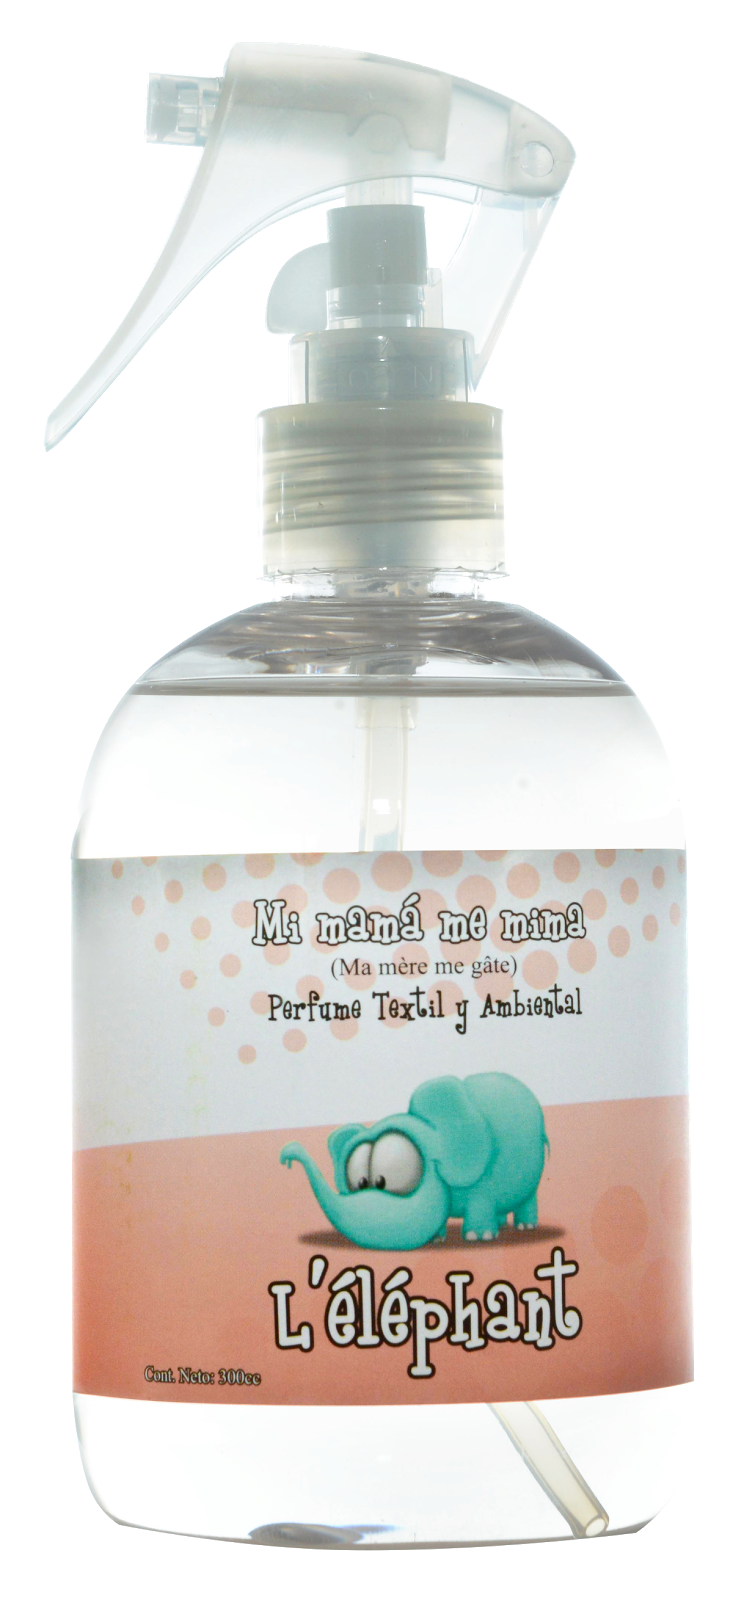 Mi mamá me mima
(Ma mère me gâte)
Perfume Textil y Ambiental
L'éléphant
Cont. Neto: 300cc